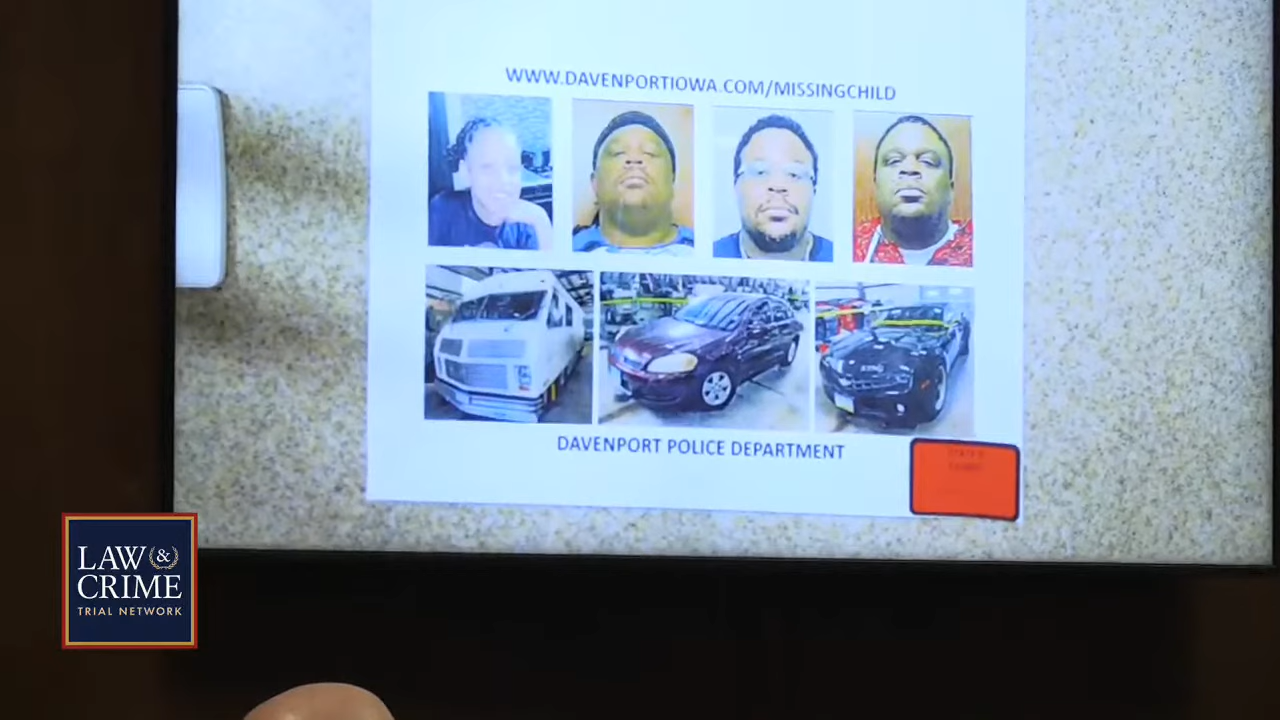 WWW.DAVENPORTIOWA.COM/MISSINGCHILD
DAVENPORT POLICE DEPARTMENT
LAW &
CRIME
TRIAL NETWORK